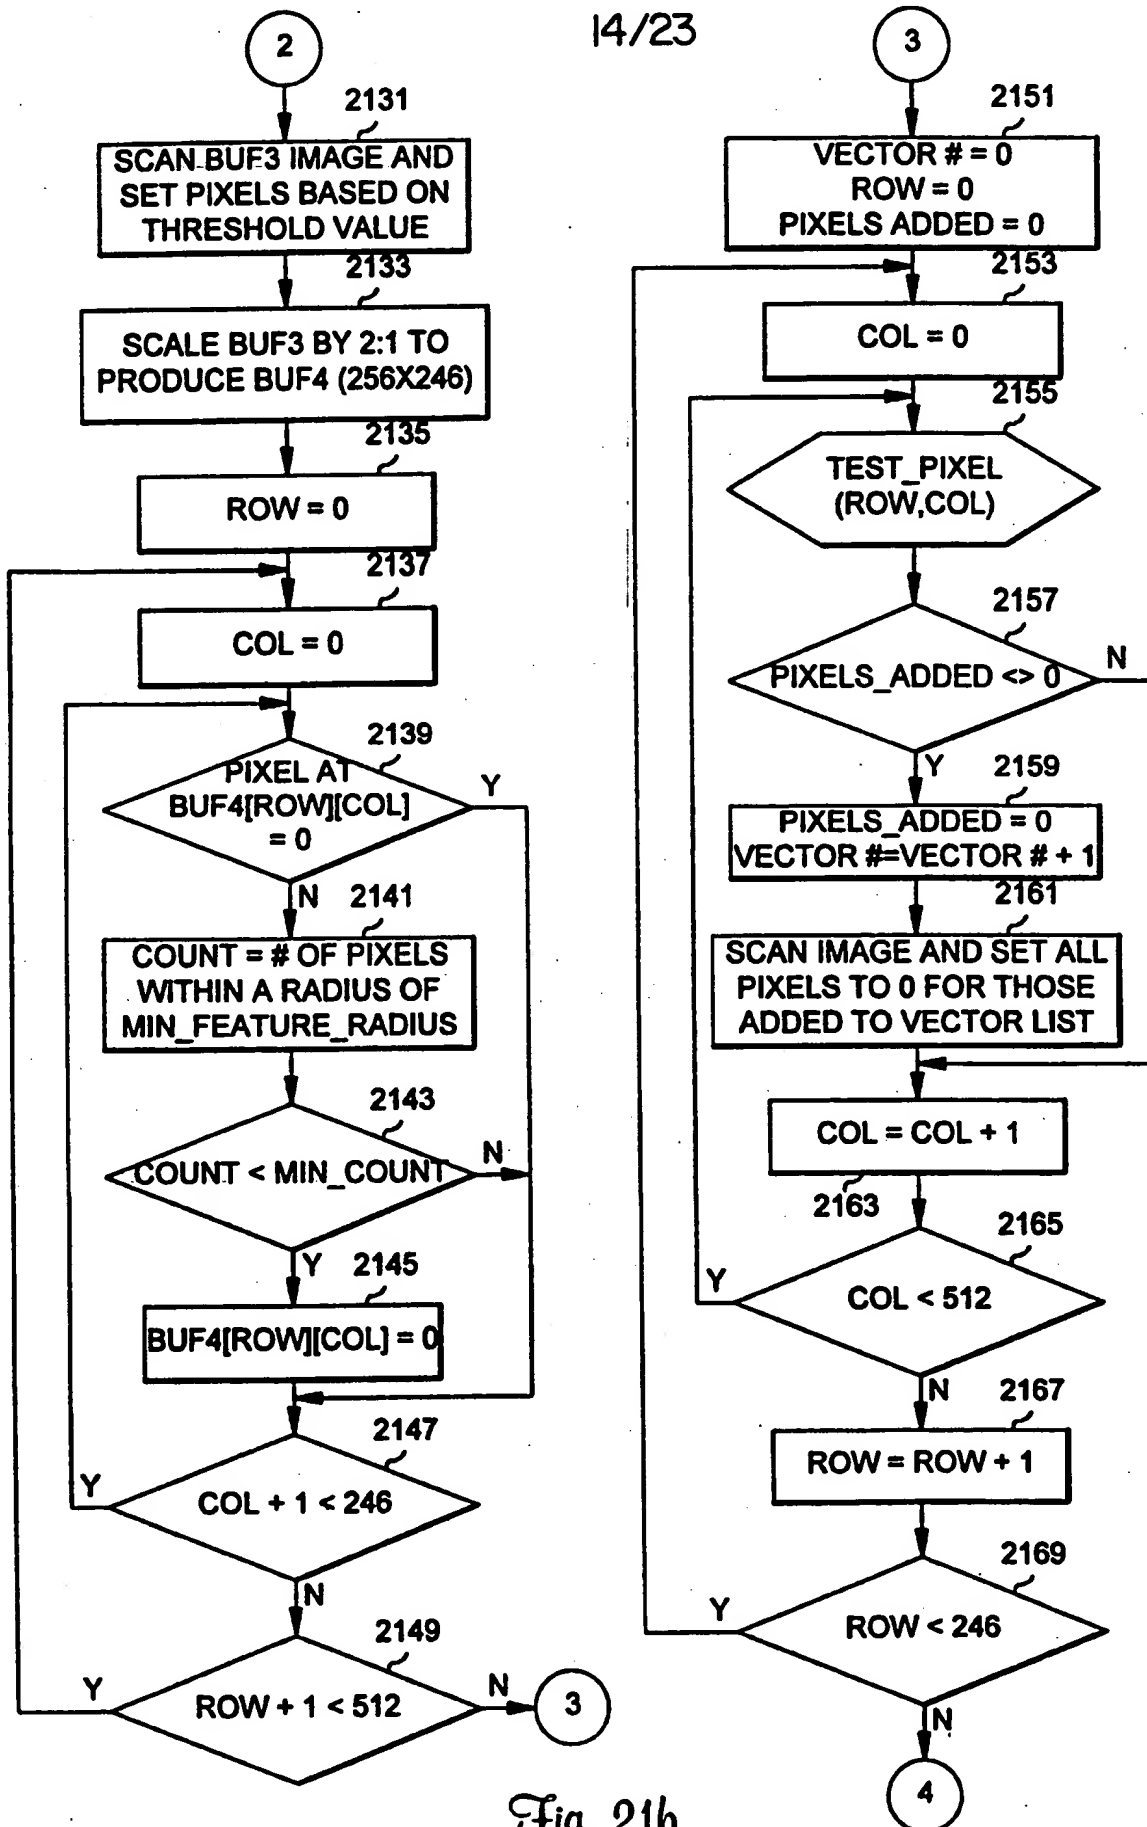 14/23
2
2131
SCAN BUF3 IMAGE AND
SET PIXELS BASED ON
THRESHOLD VALUE
2133
SCALE BUF3 BY 2:1 TO
PRODUCE BUF4 (256X246)
2135
ROW = 0
2137
COL = 0
2139
PIXEL AT
BUF4[ROW][COL]
= 0
Y
N
2141
COUNT = # OF PIXELS
WITHIN A RADIUS OF
MIN_FEATURE_RADIUS
2143
COUNT < MIN_COUNT
N
Y
2145
BUF4[ROW][COL] = 0
2147
COL + 1 < 246
Y
N
2149
ROW + 1 < 512
Y
N
3
3
2151
VECTOR # = 0
ROW = 0
PIXELS ADDED = 0
2153
COL = 0
2155
TEST_PIXEL
(ROW,COL)
2157
PIXELS_ADDED <> 0
N
Y
2159
PIXELS_ADDED = 0
VECTOR #=VECTOR # + 1
2161
SCAN IMAGE AND SET ALL
PIXELS TO 0 FOR THOSE
ADDED TO VECTOR LIST
COL = COL + 1
2163
2165
COL < 512
Y
N
2167
ROW = ROW + 1
2169
ROW < 246
Y
N
4
Fig. 21b